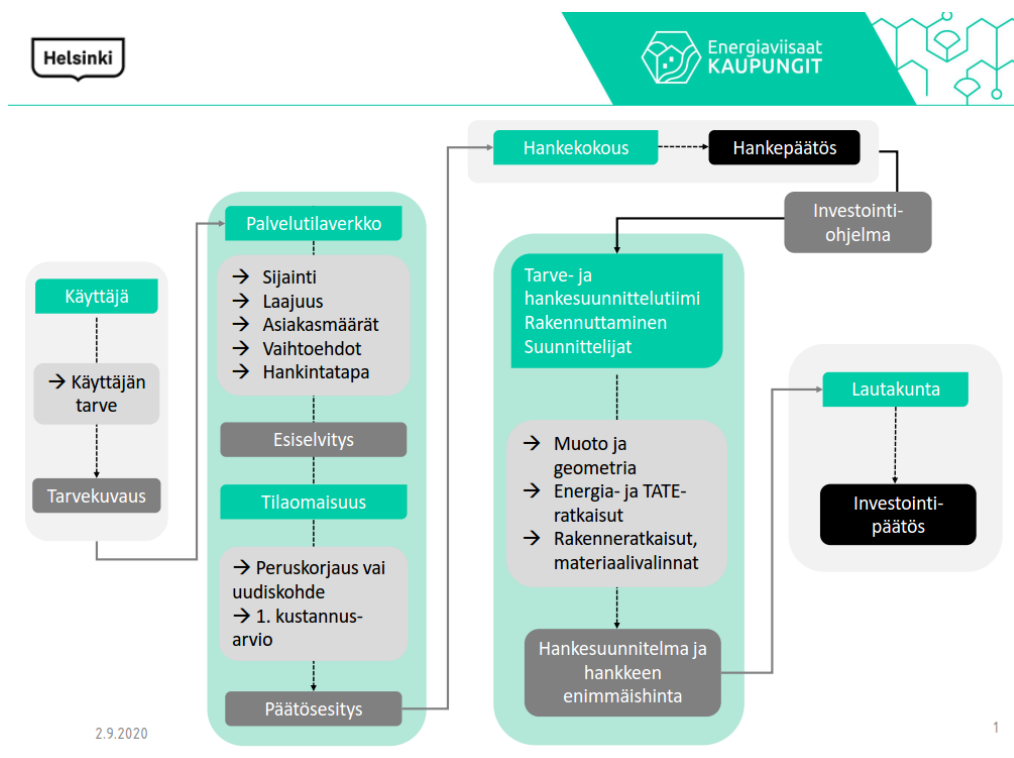 Helsinki
Energiaviisaat
KAUPUNGIT
Käyttäjä
→ Käyttäjän
tarve
Tarvekuvaus
Palvelutilaverkko
→ Sijainti
→ Laajuus
→ Asiakasmäärät
→ Vaihtoehdot
→ Hankintatapa
Esiselvitys
Tilaomaisuus
→ Peruskorjaus vai
uudiskohde
→ 1. kustannus-
arvio
Päätösesitys
Hankekokous
Hankepäätös
Investointi-
ohjelma
Tarve- ja
hankesuunnittelutiimi
Rakennuttaminen
Suunnittelijat
→ Muoto ja
geometria
→ Energia- ja TATE-
ratkaisut
→ Rakenneratkaisut,
materiaalivalinnat
Hankesuunnitelma ja
hankkeen
enimmäishinta
Lautakunta
Investointi-
päätös
2.9.2020
1